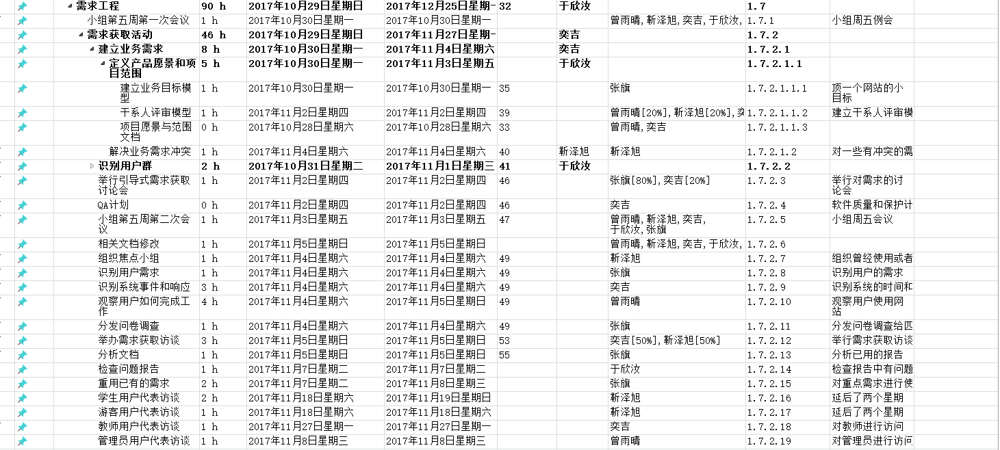 需求工程 90 h 2017年10月29日星期日 2017年12月25日星期一 32 于欣汝 1.7
小组第五周第一次会议 1 h 2017年10月30日星期一 2017年10月30日星期一 曾雨晴,靳泽旭,奕吉,于欣汝, 1.7.1 小组周五例会
需求获取活动 46 h 2017年10月29日星期日 2017年11月27日星期一 奕吉 1.7.2
建立业务需求 8 h 2017年10月30日星期一 2017年11月4日星期六 奕吉 1.7.2.1
定义产品愿景和项 5 h 2017年10月30日星期一 2017年11月3日星期五 于欣汝 1.7.2.1.1
目范围
建立业务目标模 1 h 2017年10月30日星期一 2017年10月30日星期一 35 张旗 1.7.2.1.1.1 顶一个网站的小
型 目标
干系人评审模型 1 h 2017年11月2日星期四 2017年11月2日星期四 39 曾雨晴[20%],靳泽旭[20%], 1.7.2.1.1.2 建立干系人评审模
项目愿景与范围 0 h 2017年10月28日星期六 2017年10月28日星期六 33 曾雨晴,奕吉 1.7.2.1.1.3
文档
解决业务需求冲突 1 h 2017年11月4日星期六 2017年11月4日星期六 40 靳泽旭 靳泽旭 1.7.2.1.2 对一些有冲突的需
识别用户群 2 h 2017年10月31日星期二 2017年11月1日星期三 41 于欣汝 1.7.2.2
举行引导式需求获取 1 h 2017年11月2日星期四 2017年11月2日星期四 46 张旗[80%],奕吉[20%] 1.7.2.3 举行对需求的讨
讨论会 论会
QA计划 0 h 2017年11月2日星期四 2017年11月2日星期四 46 奕吉 1.7.2.4 软件质量和保护计
小组第五周第二次会 1 h 2017年11月3日星期五 2017年11月3日星期五 47 曾雨晴,靳泽旭,奕吉, 1.7.2.5 小组周五会议
议 于欣汝,张旗
相关文档修改 1 h 2017年11月5日星期日 2017年11月5日星期日 曾雨晴,靳泽旭,奕吉,于欣汝, 1.7.2.6
组织焦点小组 1 h 2017年11月4日星期六 2017年11月4日星期六 49 靳泽旭 1.7.2.7 组织曾经使用或者
识别用户需求 1 h 2017年11月4日星期六 2017年11月4日星期六 49 张旗 1.7.2.8 识别用户的需求
识别系统事件和响应 3 h 2017年11月4日星期六 2017年11月4日星期六 49 奕吉 1.7.2.9 识别系统的时间和
观察用户如何完成工 4 h 2017年11月4日星期六 2017年11月5日星期日 49 曾雨晴 1.7.2.10 观察用户使用网
作 站
分发问卷调查 1 h 2017年11月4日星期六 2017年11月4日星期六 49 张旗 1.7.2.11 分发问卷调查给匹
举办需求获取访谈 3 h 2017年11月5日星期日 2017年11月5日星期日 53 奕吉[50%],靳泽旭[50%] 1.7.2.12 举行需求获取访谈
分析文档 1 h 2017年11月5日星期日 2017年11月5日星期日 55 张旗 1.7.2.13 分析已用的报告
检查问题报告 1 h 2017年11月7日星期二 2017年11月7日星期二 于欣汝 1.7.2.14 检查报告中有问题
重用已有的需求 2 h 2017年11月7日星期二 2017年11月8日星期三 张旗 1.7.2.15 对重点需求进行使
学生用户代表访谈 2 h 2017年11月18日星期六 2017年11月19日星期日 靳泽旭 1.7.2.16 延后了两个星期
游客用户代表访谈 1 h 2017年11月18日星期六 2017年11月18日星期六 靳泽旭 1.7.2.17 延后了两个星期
教师用户代表访谈 1 h 2017年11月27日星期一 2017年11月27日星期一 奕吉 1.7.2.18 对教师进行访问
管理员用户代表访谈 1 h 2017年11月8日星期三 2017年11月8日星期三 曾雨晴 1.7.2.19 对管理员进行访问